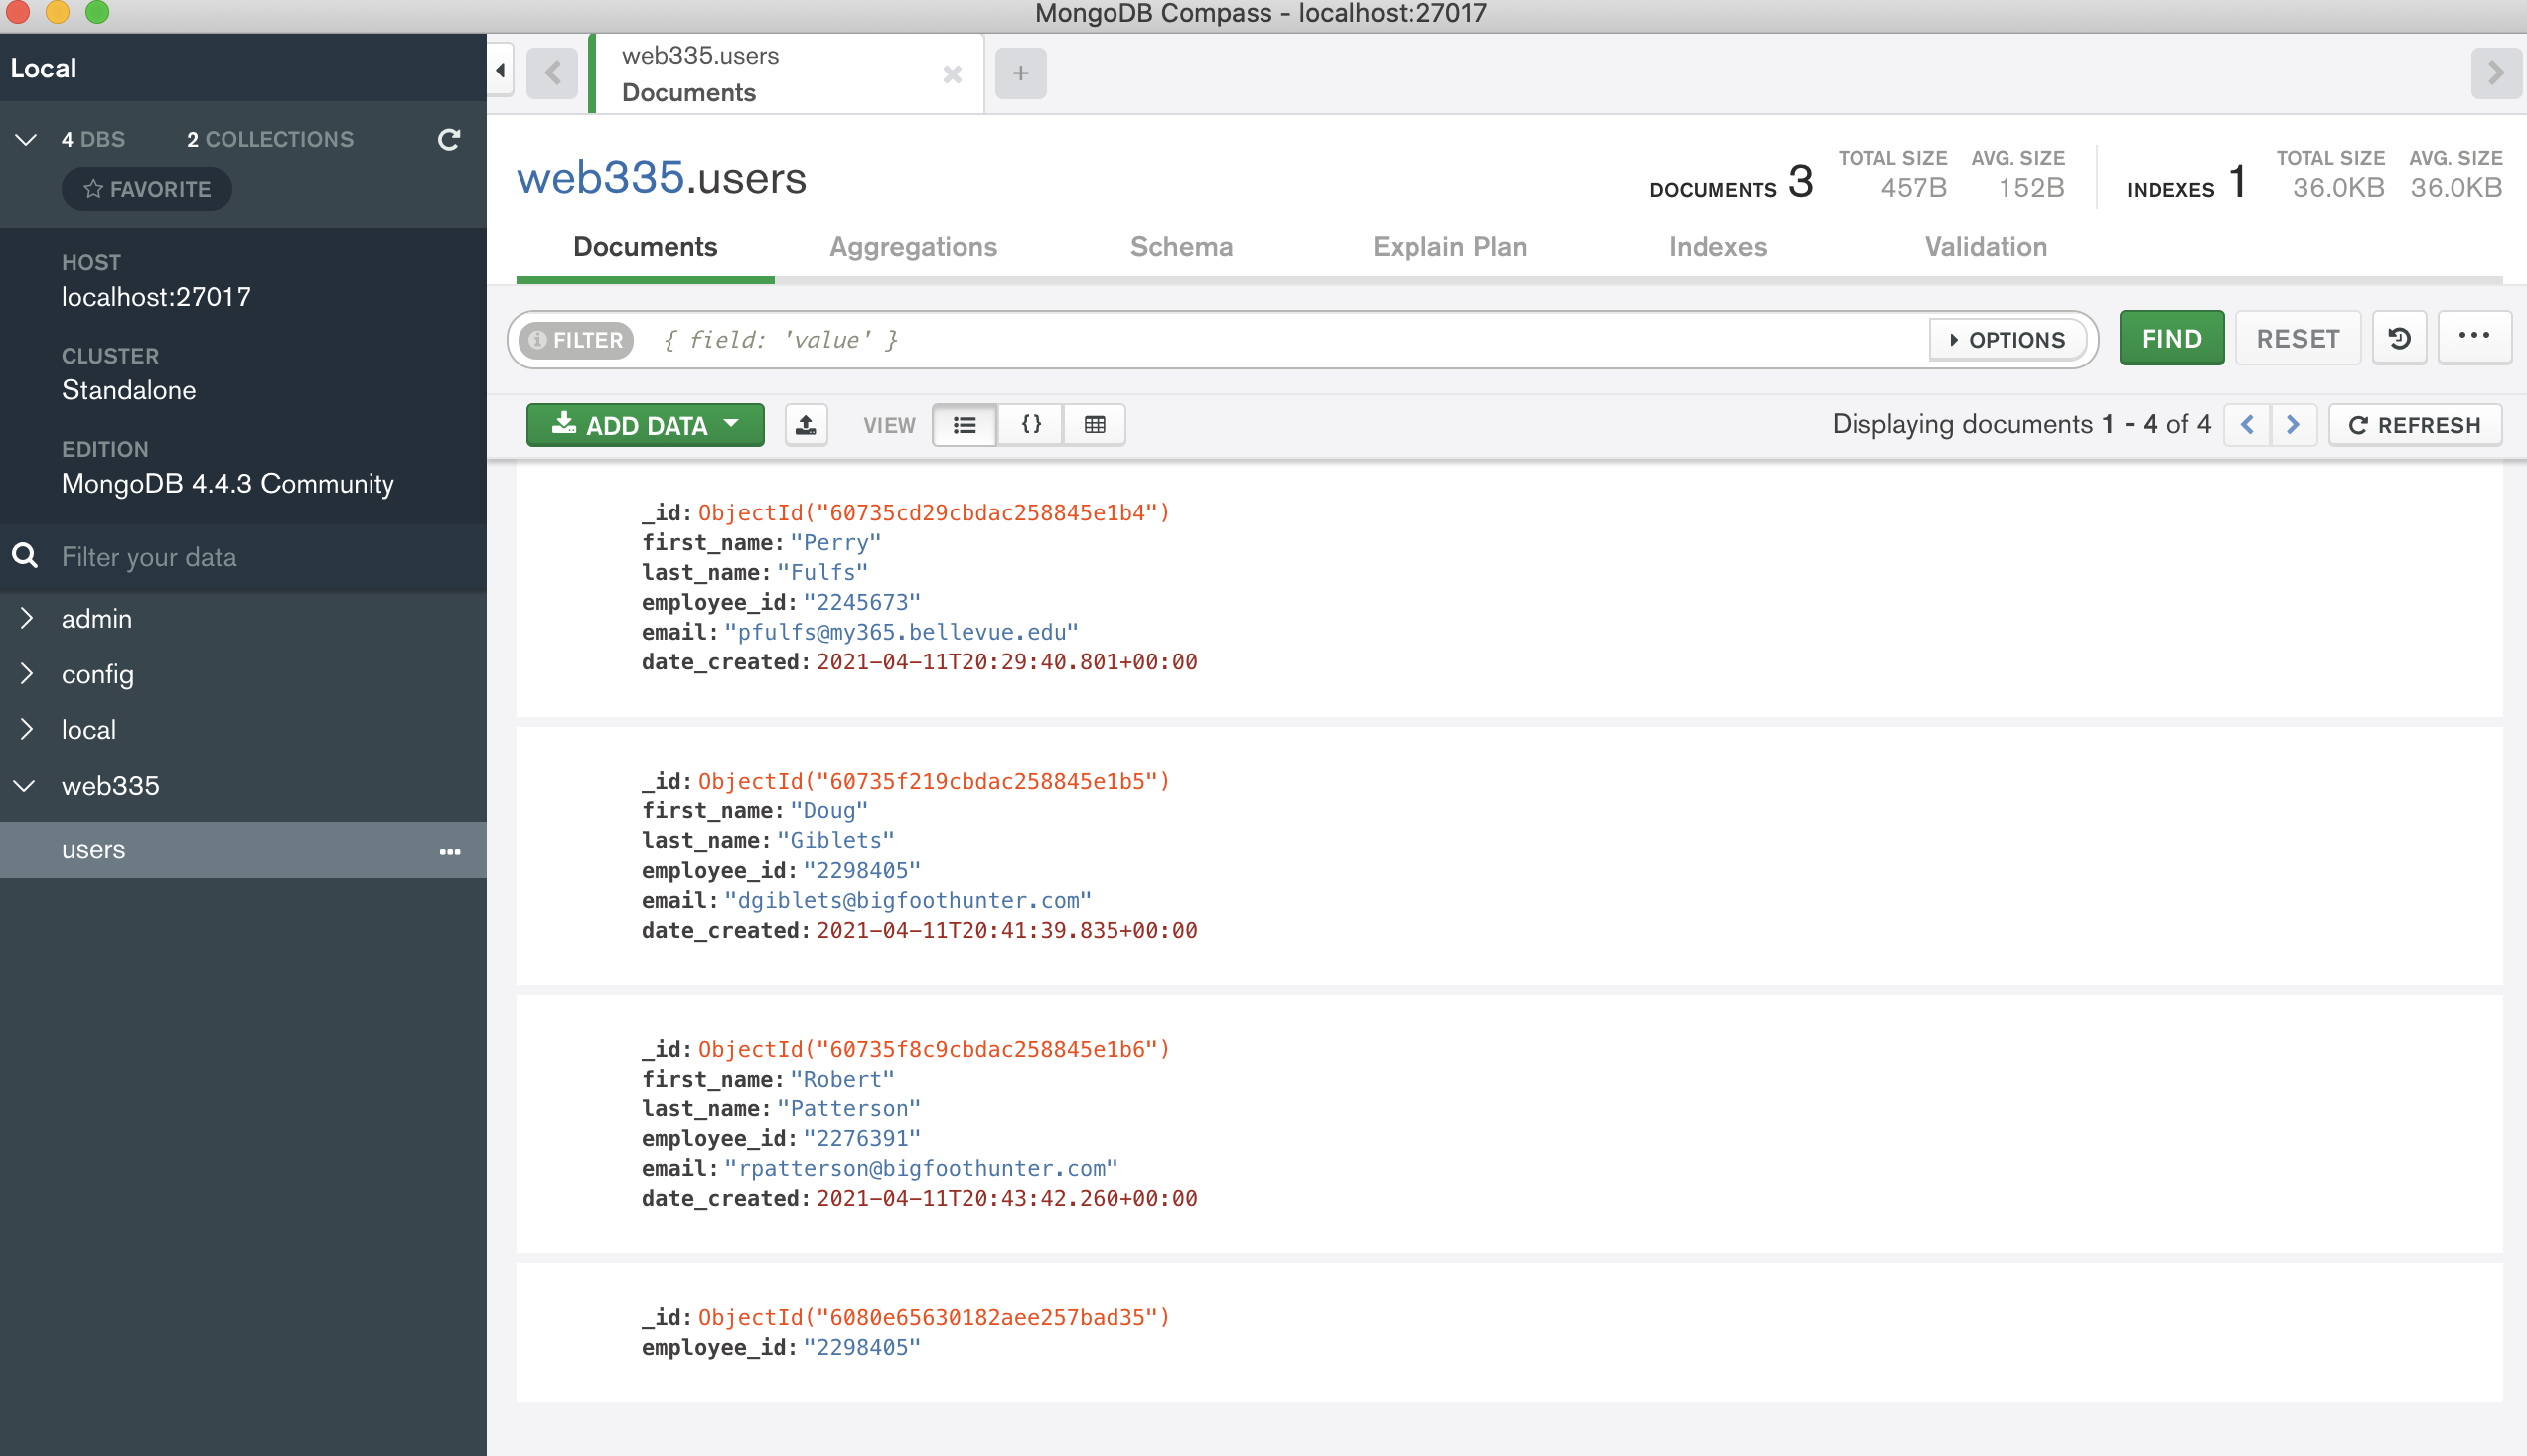 MongoDB Compass - localhost:27017
Local
4 DBS 2 COLLECTIONS
FAVORITE
HOST
localhost:27017
CLUSTER
Standalone
EDITION
MongoDB 4.4.3 Community
Filter your data
admin
config
local
web335
users
web335.users
Documents
web335.users
DOCUMENTS 3 TOTAL SIZE 457B AVG. SIZE 152B INDEXES 1 TOTAL SIZE 36.0KB AVG. SIZE 36.0KB
Documents Aggregations Schema Explain Plan Indexes Validation
FILTER { field: 'value' } OPTIONS FIND RESET
ADD DATA VIEW {} Displaying documents 1 - 4 of 4 REFRESH
_id: ObjectId("60735cd29cbdac258845e1b4")
first_name: "Perry"
last_name: "Fulfs"
employee_id: "2245673"
email: "pfulfs@my365.bellevue.edu"
date_created: 2021-04-11T20:29:40.801+00:00
_id: ObjectId("60735f219cbdac258845e1b5")
first_name: "Doug"
last_name: "Giblets"
employee_id: "2298405"
email: "dgiblets@bigfoothunter.com"
date_created: 2021-04-11T20:41:39.835+00:00
_id: ObjectId("60735f8c9cbdac258845e1b6")
first_name: "Robert"
last_name: "Patterson"
employee_id: "2276391"
email: "rpatterson@bigfoothunter.com"
date_created: 2021-04-11T20:43:42.260+00:00
_id: ObjectId("6080e65630182aee257bad35")
employee_id: "2298405"